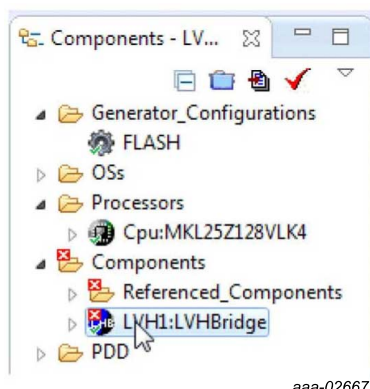 Components - LV...
Generator_Configurations
FLASH
OSs
Processors
Cpu:MKL25Z128VLK4
Components
Referenced_Components
LVH1:LVHBridge
PDD
aaa-02667